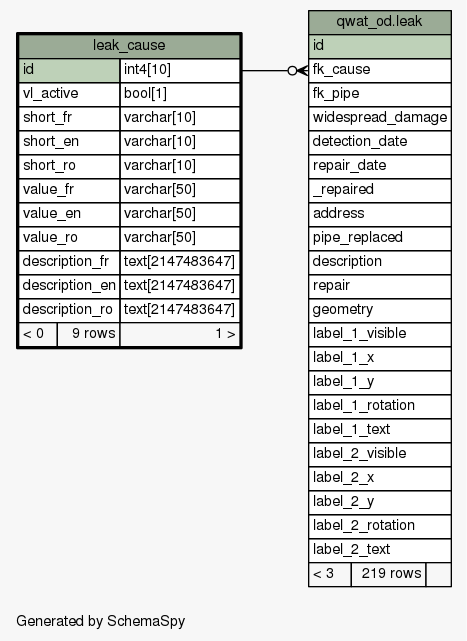 leak_cause
id int4[10]
vl_active bool[1]
short_fr varchar[10]
short_en varchar[10]
short_ro varchar[10]
value_fr varchar[50]
value_en varchar[50]
value_ro varchar[50]
description_fr text[2147483647]
description_en text[2147483647]
description_ro text[2147483647]
< 0 9 rows 1 >
qwat_od.leak
id
fk_cause
fk_pipe
widespread_damage
detection_date
repair_date
_repaired
address
pipe_replaced
description
repair
geometry
label_1_visible
label_1_x
label_1_y
label_1_rotation
label_1_text
label_2_visible
label_2_x
label_2_y
label_2_rotation
label_2_text
< 3 219 rows
Generated by SchemaSpy